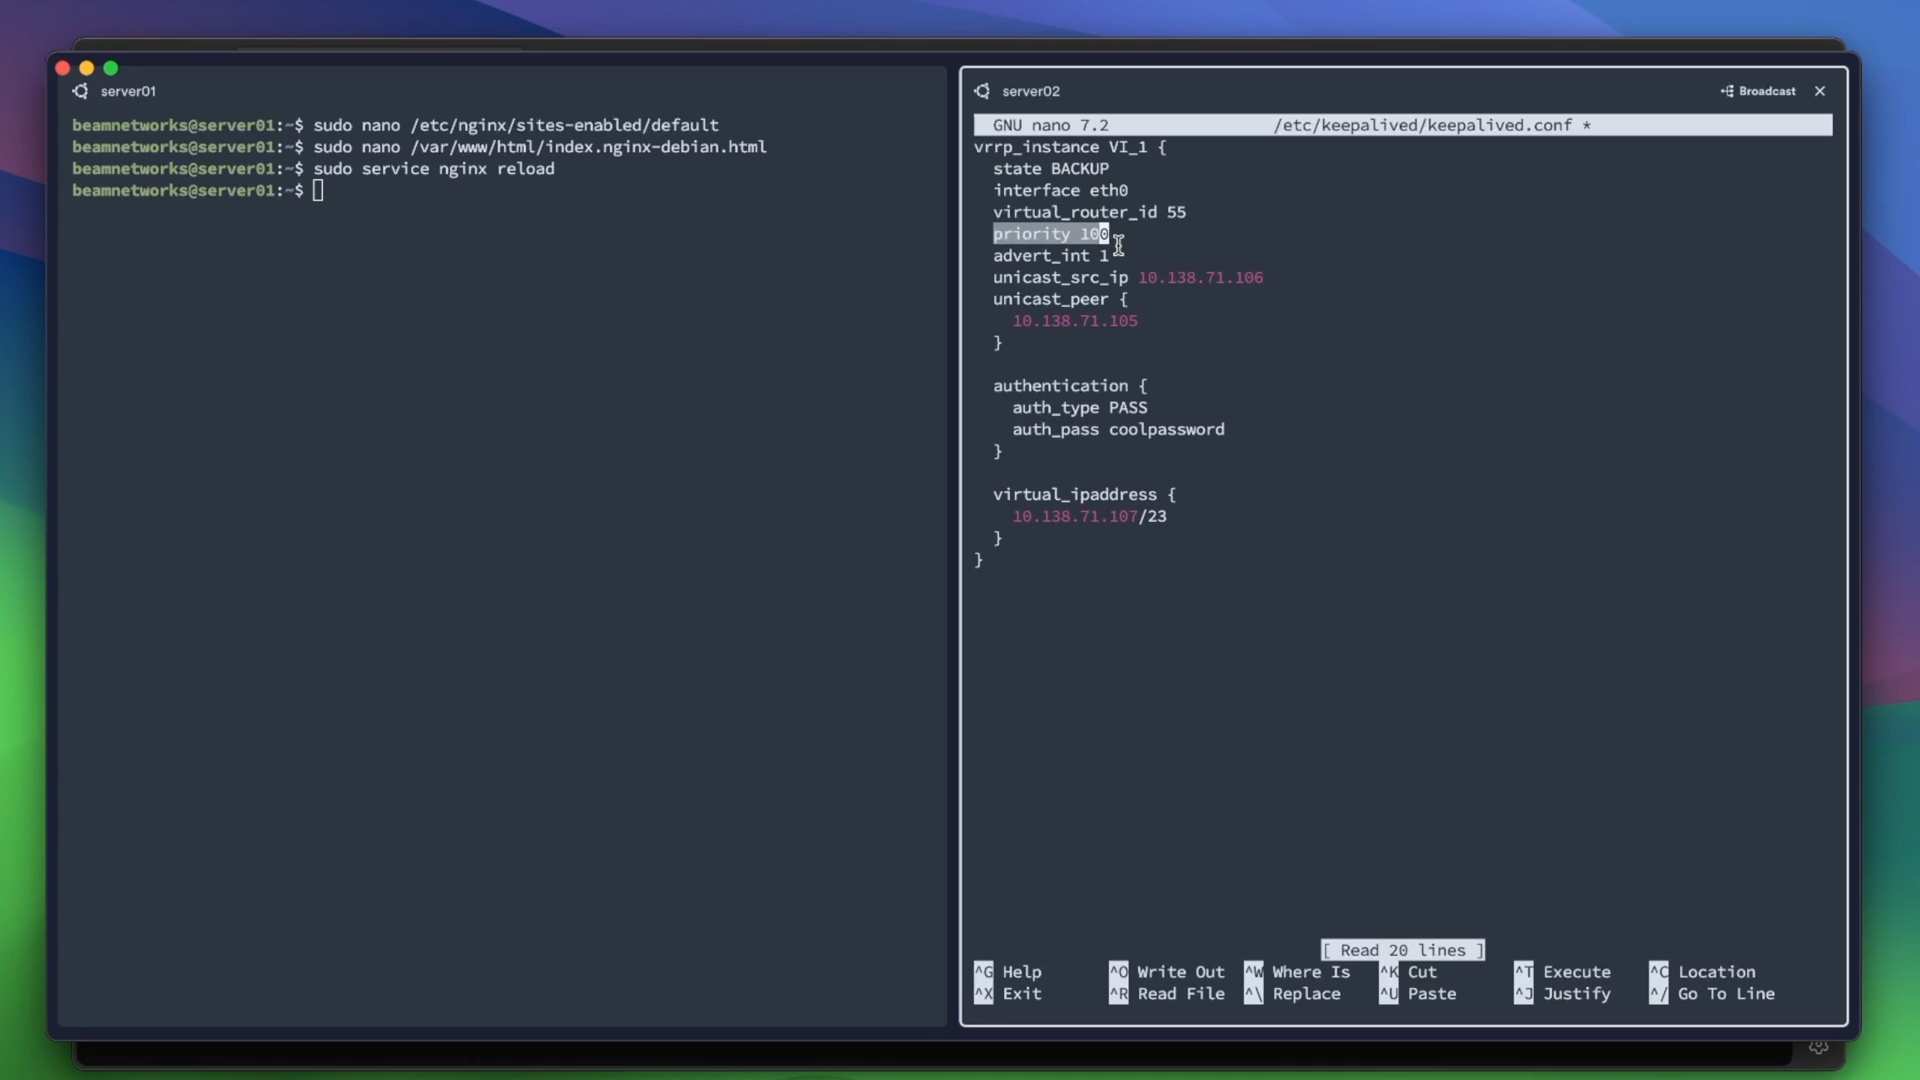 server01
beamnetworks@server01:~$ sudo nano /etc/nginx/sites-enabled/default
beamnetworks@server01:~$ sudo nano /var/www/html/index.nginx-debian.html
beamnetworks@server01:~$ sudo service nginx reload
beamnetworks@server01:~$
server02
Broadcast
GNU nano 7.2 /etc/keepalived/keepalived.conf *
vrrp_instance VI_1 {
  state BACKUP
  interface eth0
  virtual_router_id 55
  priority 100
  advert_int 1
  unicast_src_ip 10.138.71.106
  unicast_peer {
    10.138.71.105
  }
  authentication {
    auth_type PASS
    auth_pass coolpassword
  }
  virtual_ipaddress {
    10.138.71.107/23
  }
}
[ Read 20 lines ]
^G Help ^O Write Out ^W Where Is ^K Cut ^T Execute ^C Location
^X Exit ^R Read File ^\ Replace ^U Paste ^J Justify ^/ Go To Line